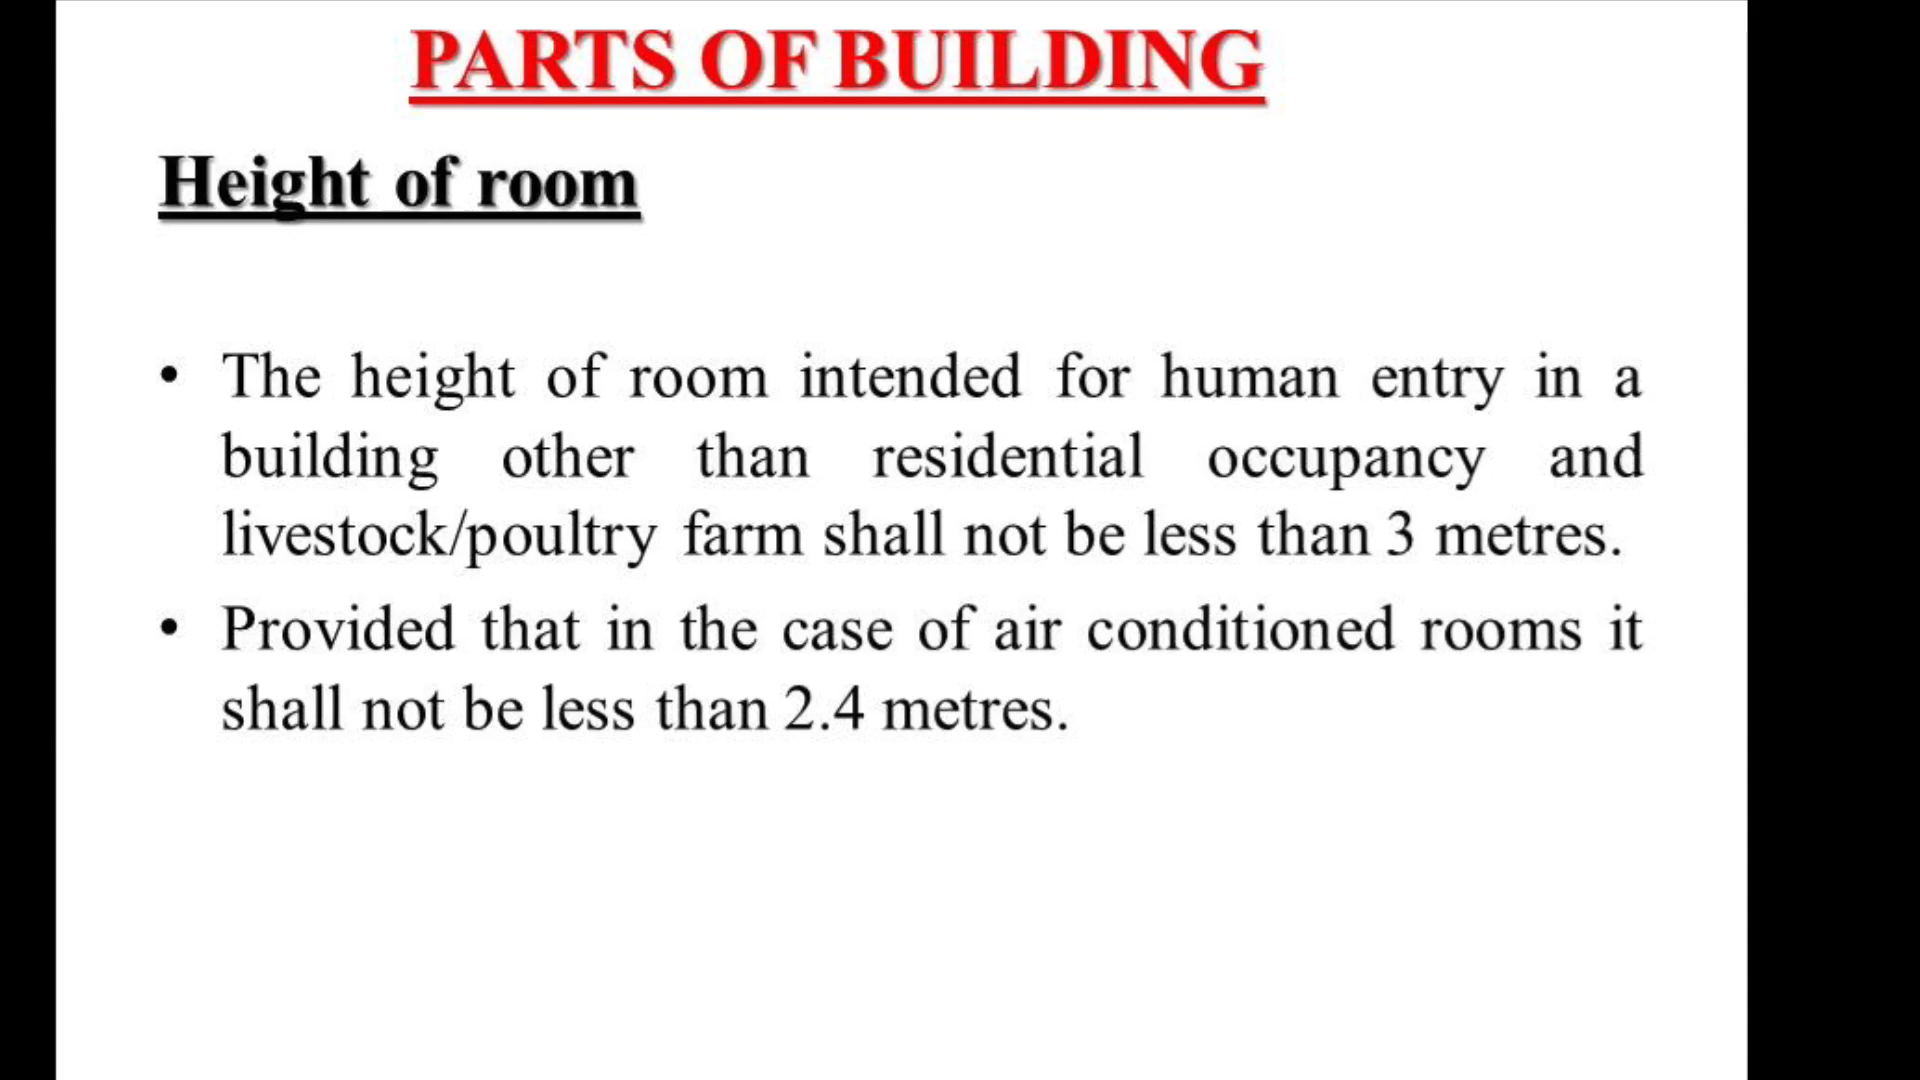 PARTS OF BUILDING
Height of room
• The height of room intended for human entry in a
building other than residential occupancy and
livestock/poultry farm shall not be less than 3 metres.
• Provided that in the case of air conditioned rooms it
shall not be less than 2.4 metres.